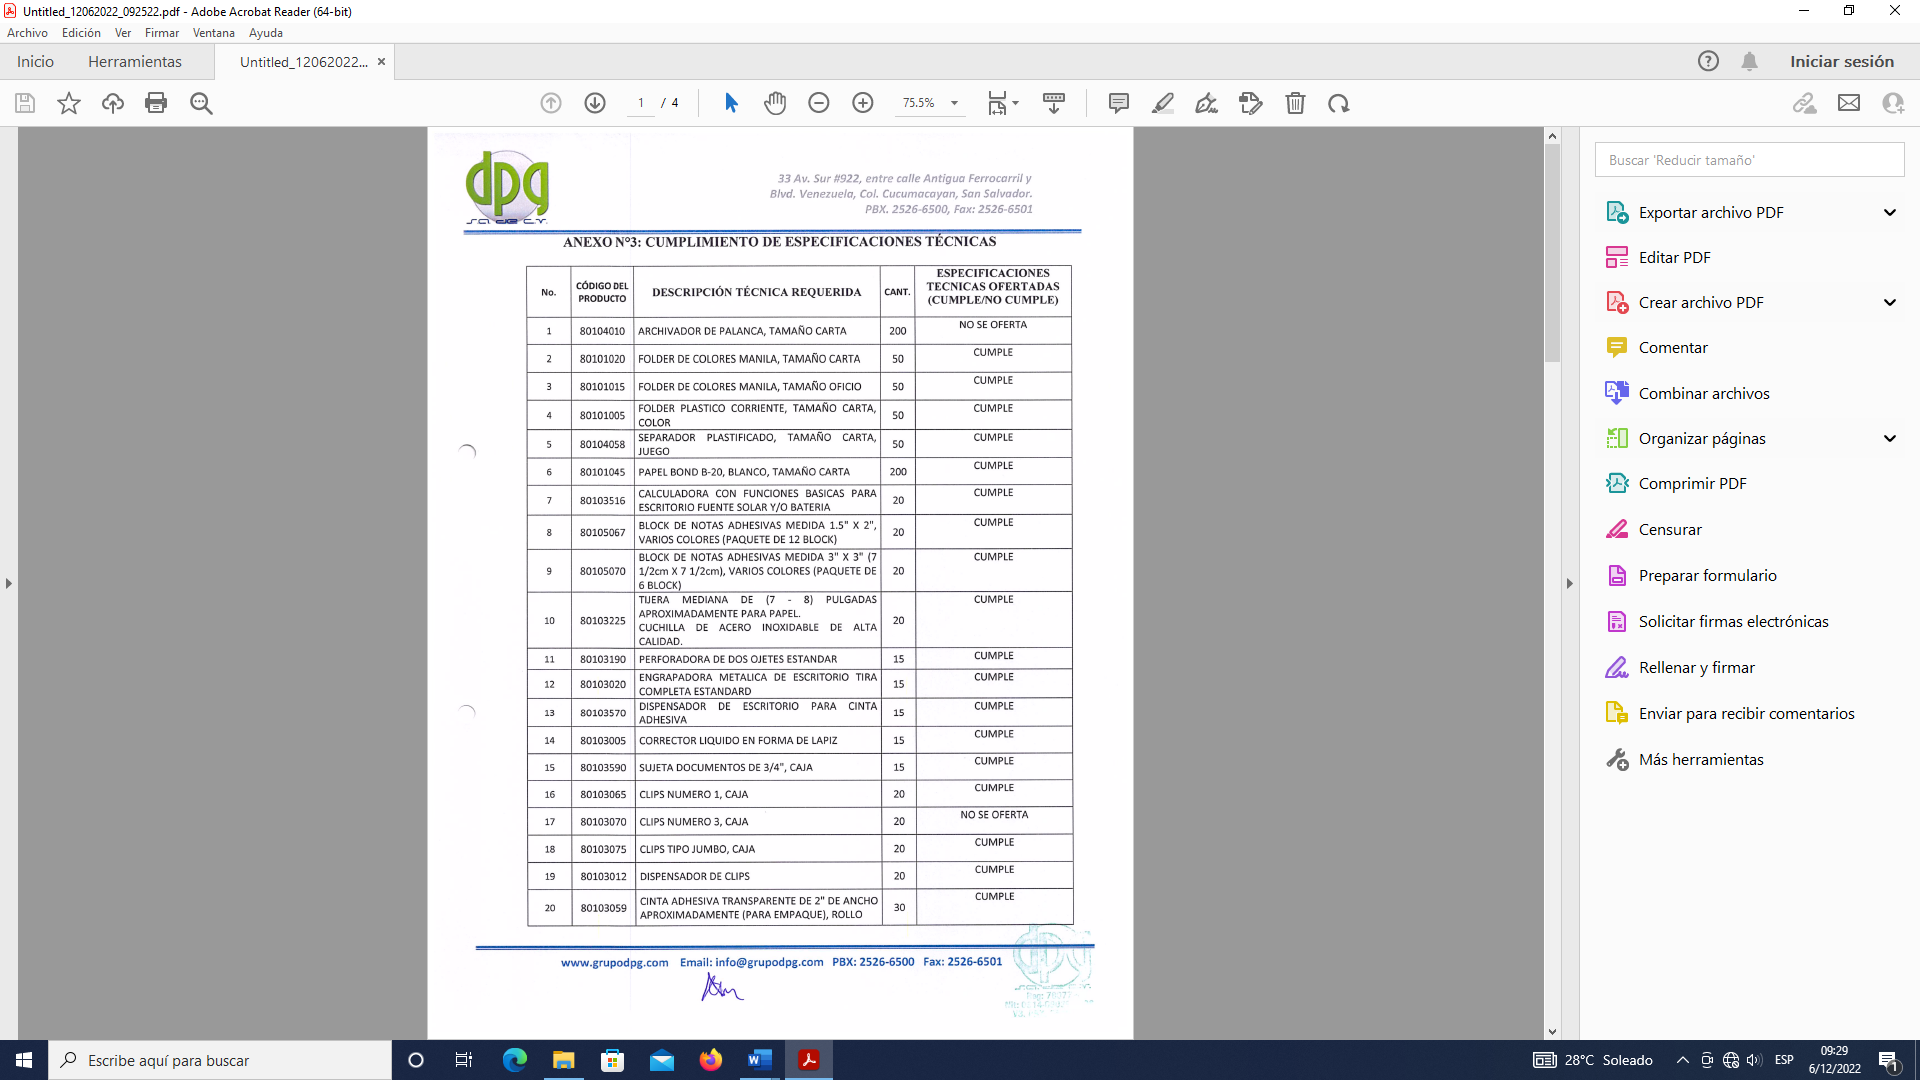 Untitled_12062022_092522.pdf - Adobe Acrobat Reader (64-bit)
Archivo Edición Ver Firmar Ventana Ayuda
Inicio Herramientas Untitled_12062022... × Iniciar sesión
1 / 4 75.5%
dpg
s.a. de c.v.
33 Av. Sur #922, entre calle Antigua Ferrocarril y
Blvd. Venezuela, Col. Cucumacayan, San Salvador.
PBX. 2526-6500, Fax: 2526-6501
ANEXO N°3: CUMPLIMIENTO DE ESPECIFICACIONES TÉCNICAS
No. CÓDIGO DEL PRODUCTO DESCRIPCIÓN TÉCNICA REQUERIDA CANT. ESPECIFICACIONES TECNICAS OFERTADAS (CUMPLE/NO CUMPLE)
1 80104010 ARCHIVADOR DE PALANCA, TAMAÑO CARTA 200 NO SE OFERTA
2 80101020 FOLDER DE COLORES MANILA, TAMAÑO CARTA 50 CUMPLE
3 80101015 FOLDER DE COLORES MANILA, TAMAÑO OFICIO 50 CUMPLE
4 80101005 FOLDER PLASTICO CORRIENTE, TAMAÑO CARTA, COLOR 50 CUMPLE
5 80104058 SEPARADOR PLASTIFICADO, TAMAÑO CARTA, JUEGO 50 CUMPLE
6 80101045 PAPEL BOND B-20, BLANCO, TAMAÑO CARTA 200 CUMPLE
7 80103516 CALCULADORA CON FUNCIONES BASICAS PARA ESCRITORIO FUENTE SOLAR Y/O BATERIA 20 CUMPLE
8 80105067 BLOCK DE NOTAS ADHESIVAS MEDIDA 1.5" X 2", VARIOS COLORES (PAQUETE DE 12 BLOCK) 20 CUMPLE
9 80105070 BLOCK DE NOTAS ADHESIVAS MEDIDA 3" X 3" (7 1/2cm X 7 1/2cm), VARIOS COLORES (PAQUETE DE 6 BLOCK) 20 CUMPLE
10 80103225 TIJERA MEDIANA DE (7 - 8) PULGADAS APROXIMADAMENTE PARA PAPEL. CUCHILLA DE ACERO INOXIDABLE DE ALTA CALIDAD. 20 CUMPLE
11 80103190 PERFORADORA DE DOS OJETES ESTANDAR 15 CUMPLE
12 80103020 ENGRAPADORA METALICA DE ESCRITORIO TIRA COMPLETA ESTANDARD 15 CUMPLE
13 80103570 DISPENSADOR DE ESCRITORIO PARA CINTA ADHESIVA 15 CUMPLE
14 80103005 CORRECTOR LIQUIDO EN FORMA DE LAPIZ 15 CUMPLE
15 80103590 SUJETA DOCUMENTOS DE 3/4", CAJA 15 CUMPLE
16 80103065 CLIPS NUMERO 1, CAJA 20 CUMPLE
17 80103070 CLIPS NUMERO 3, CAJA 20 NO SE OFERTA
18 80103075 CLIPS TIPO JUMBO, CAJA 20 CUMPLE
19 80103012 DISPENSADOR DE CLIPS 20 CUMPLE
20 80103059 CINTA ADHESIVA TRANSPARENTE DE 2" DE ANCHO APROXIMADAMENTE (PARA EMPAQUE), ROLLO 30 CUMPLE
www.grupodpg.com Email: info@grupodpg.com PBX: 2526-6500 Fax: 2526-6501
dpg
Buscar 'Reducir tamaño'
Exportar archivo PDF
Editar PDF
Crear archivo PDF
Comentar
Combinar archivos
Organizar páginas
Comprimir PDF
Censurar
Preparar formulario
Solicitar firmas electrónicas
Rellenar y firmar
Enviar para recibir comentarios
Más herramientas
Escribe aquí para buscar
28°C Soleado
ESP
09:29
6/12/2022
1